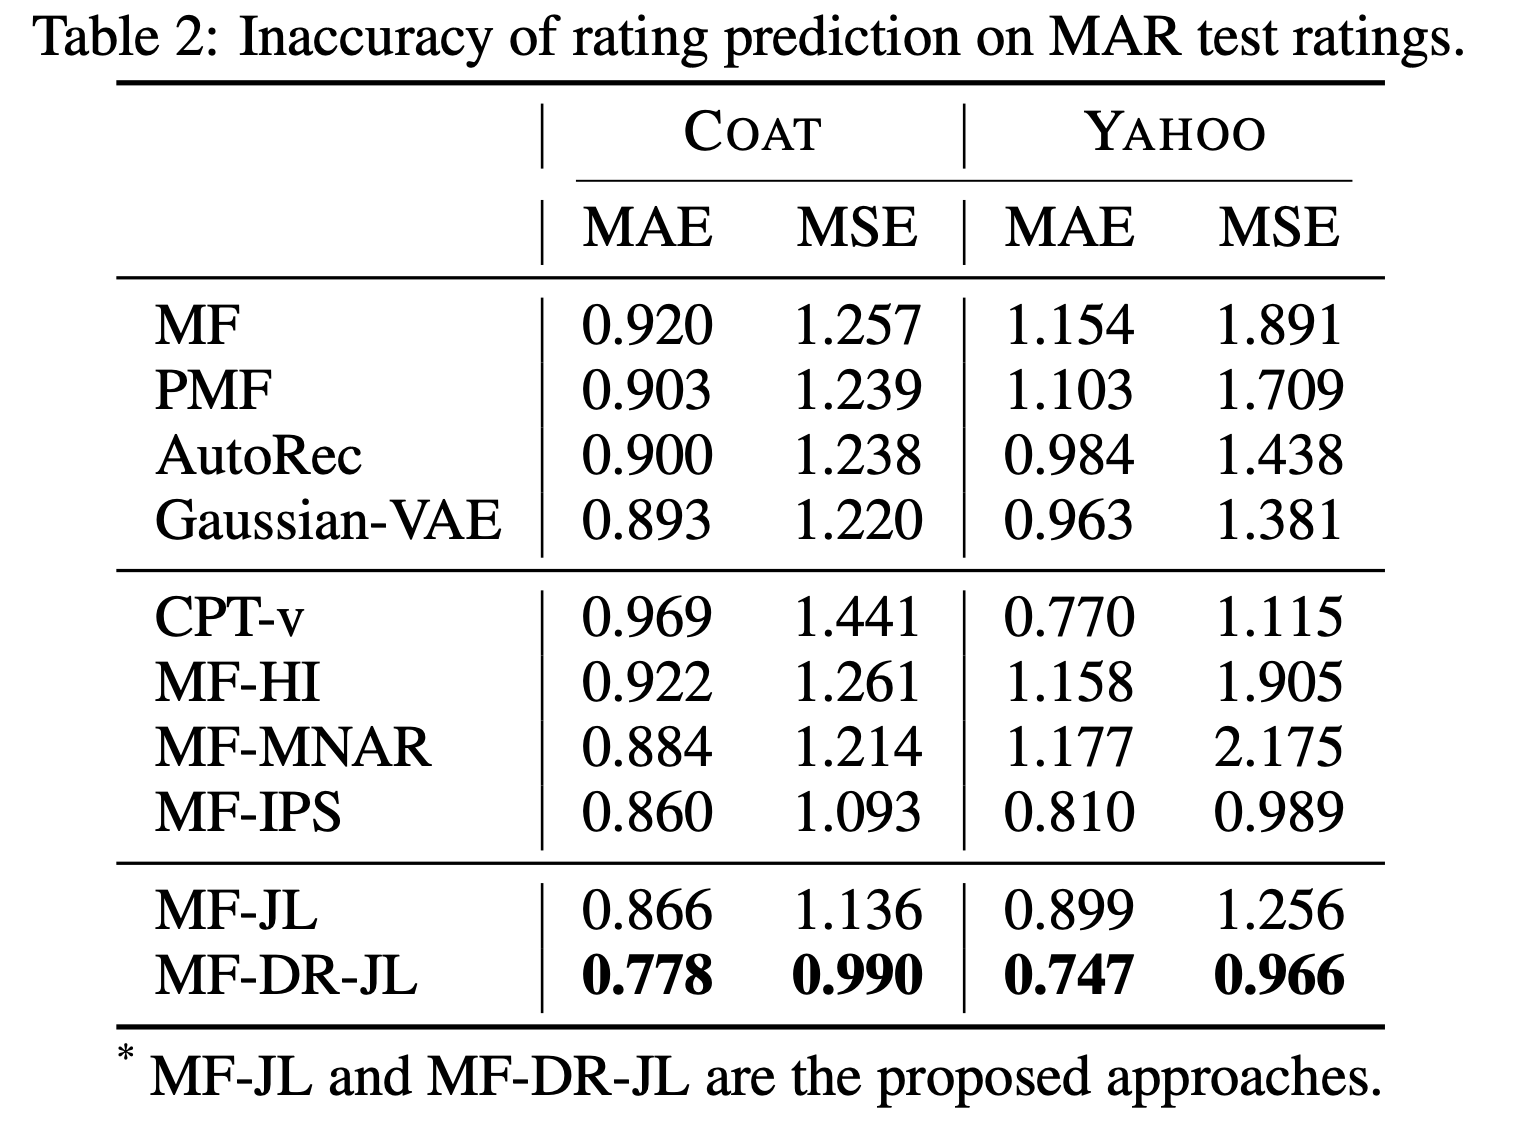 Table 2: Inaccuracy of rating prediction on MAR test ratings.
COAT YAHOO
MAE MSE MAE MSE
MF 0.920 1.257 1.154 1.891
PMF 0.903 1.239 1.103 1.709
AutoRec 0.900 1.238 0.984 1.438
Gaussian-VAE 0.893 1.220 0.963 1.381
CPT-v 0.969 1.441 0.770 1.115
MF-HI 0.922 1.261 1.158 1.905
MF-MNAR 0.884 1.214 1.177 2.175
MF-IPS 0.860 1.093 0.810 0.989
MF-JL 0.866 1.136 0.899 1.256
MF-DR-JL 0.778 0.990 0.747 0.966
* MF-JL and MF-DR-JL are the proposed approaches.